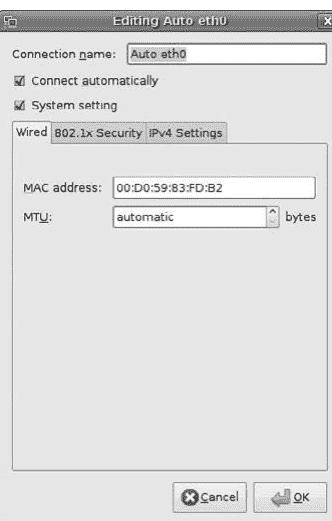 Editing Auto eth0
Connection name: Auto eth0
Connect automatically
System setting
Wired 802.1x Security IPv4 Settings
MAC address: 00:D0:59:83:FD:B2
MTU: automatic bytes
Cancel OK